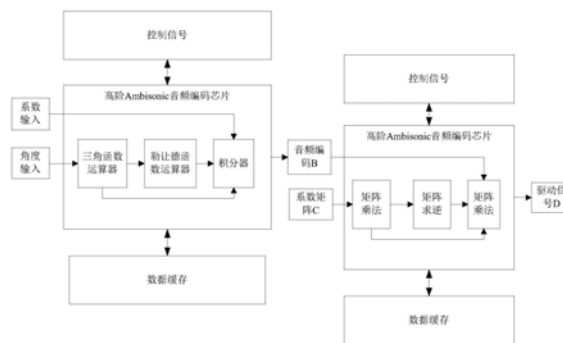 控制信号
高阶Ambisonic音频编码芯片
系数
输入
角度
输入
三角函数
运算器
勒让德函
数运算器
积分器
数据缓存
音频编
码B
控制信号
高阶Ambisonic音频编码芯片
系数矩
阵C
矩阵
乘法
矩阵
求逆
矩阵
乘法
驱动信
号D
数据缓存